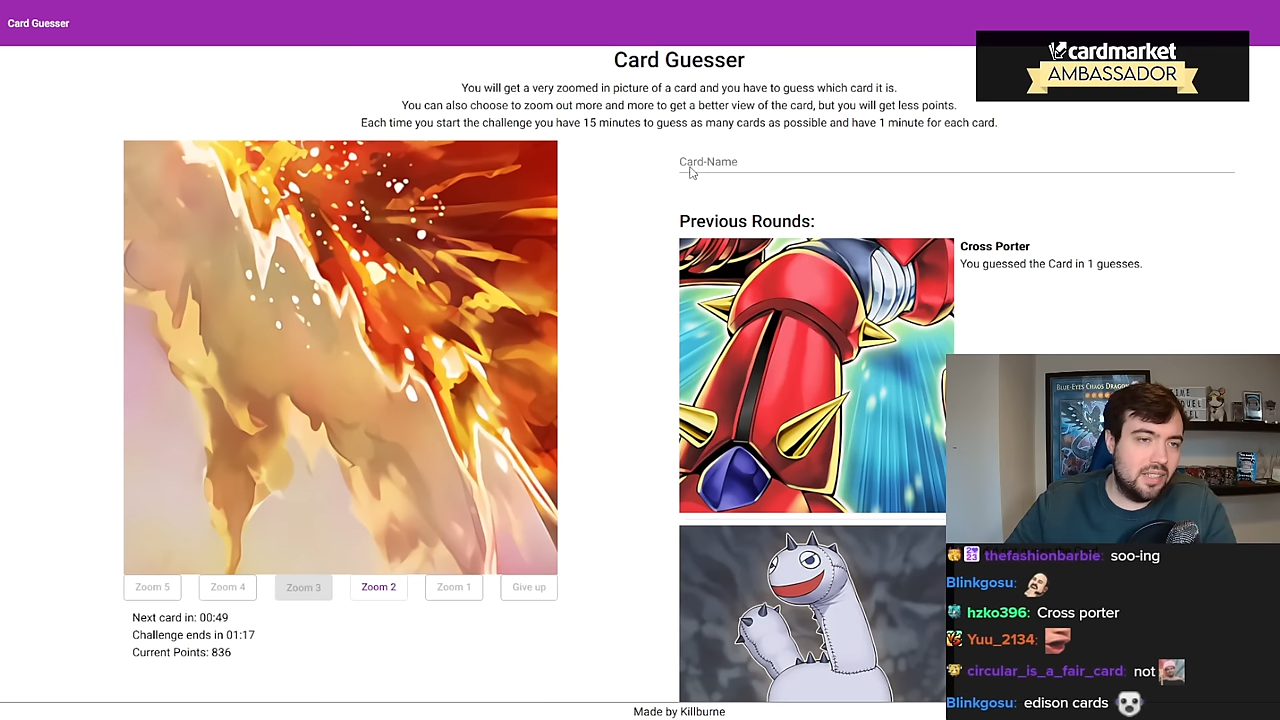 Card Guesser
cardmarket
AMBASSADOR
Card Guesser
You will get a very zoomed in picture of a card and you have to guess which card it is.
You can also choose to zoom out more and more to get a better view of the card, but you will get less points.
Each time you start the challenge you have 15 minutes to guess as many cards as possible and have 1 minute for each card.
Card-Name
Previous Rounds:
Cross Porter
You guessed the Card in 1 guesses.
BLUE-EYES CHAOS DRAGON
Zoom 5 Zoom 4 Zoom 3 Zoom 2 Zoom 1 Give up
Next card in: 00:49
Challenge ends in 01:17
Current Points: 836
thefashionbarbie: soo-ing
Blinkgosu:
hzko396: Cross porter
Yuu_2134:
circular_is_a_fair_card: not
Blinkgosu: edison cards
Made by Killburne